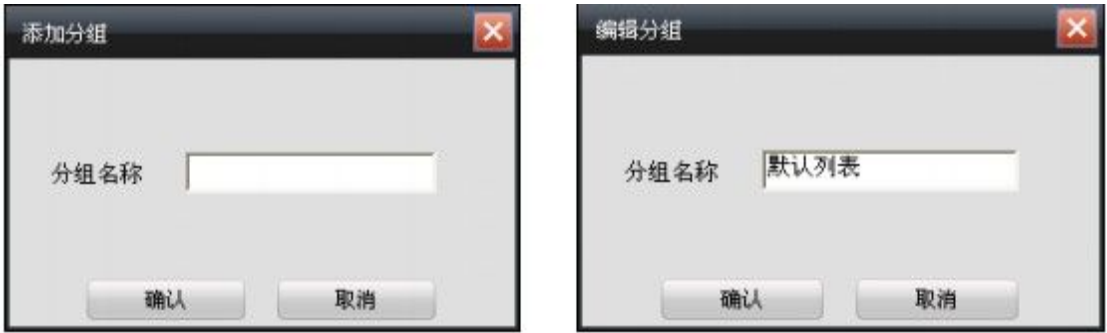 添加分组
分组名称
确认 取消
编辑分组
分组名称 默认列表
确认 取消